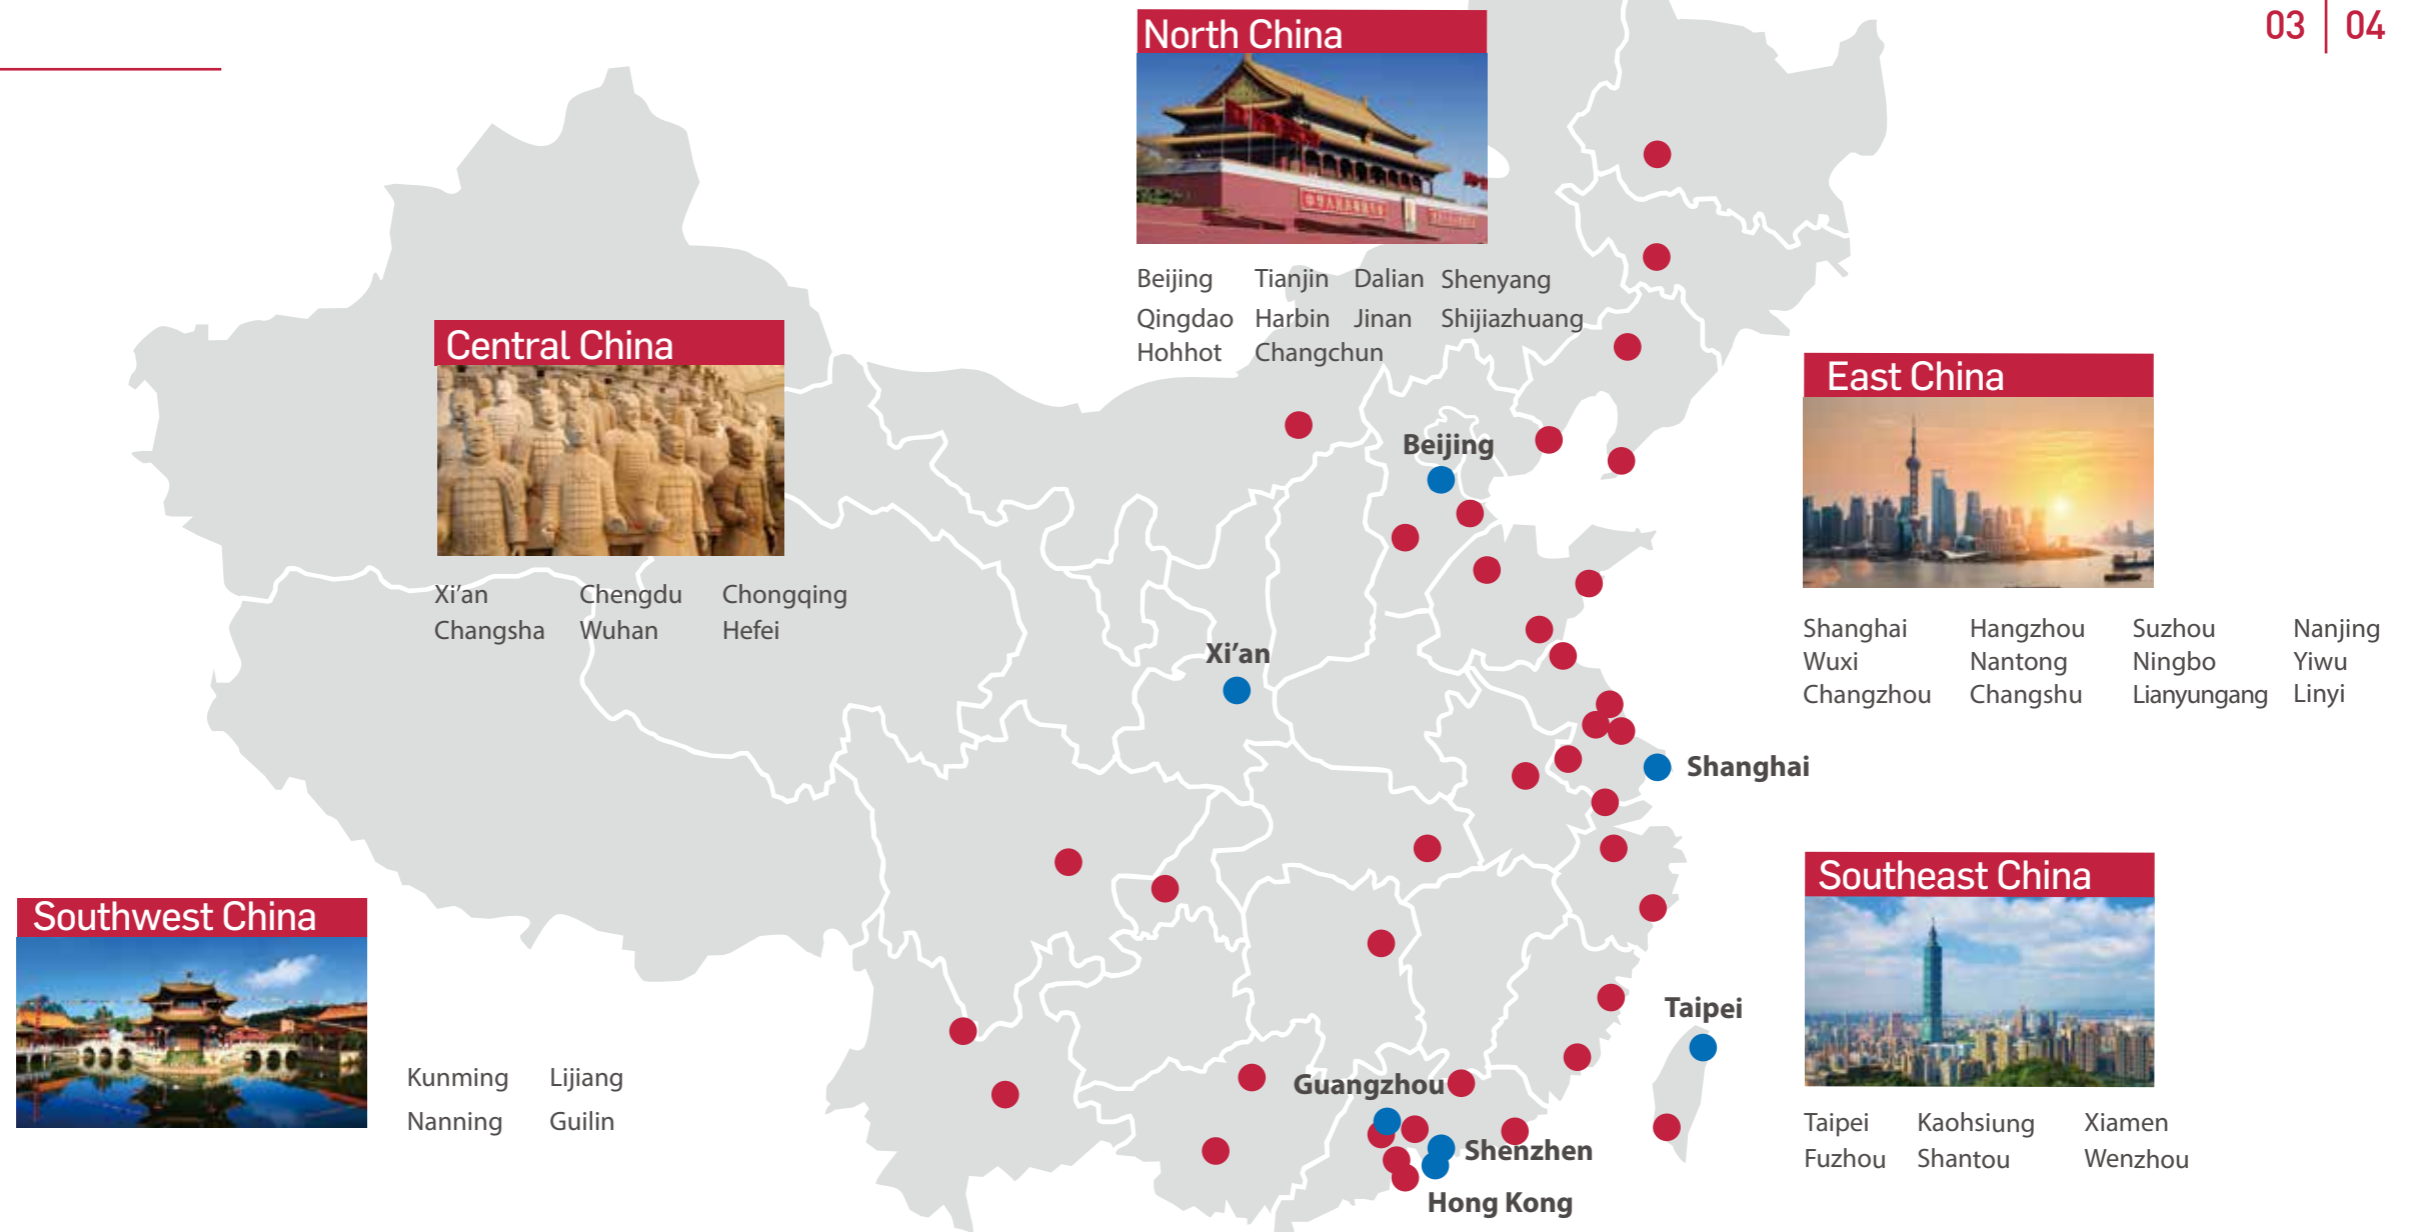 03 | 04
North China
Beijing Tianjin Dalian Shenyang
Qingdao Harbin Jinan Shijiazhuang
Hohhot Changchun
Central China
Xi’an Chengdu Chongqing
Changsha Wuhan Hefei
East China
Shanghai Hangzhou Suzhou Nanjing
Wuxi Nantong Ningbo Yiwu
Changzhou Changshu Lianyungang Linyi
Beijing
Xi’an
Shanghai
Southeast China
Taipei Kaohsiung Xiamen
Fuzhou Shantou Wenzhou
Southwest China
Kunming Lijiang
Nanning Guilin
Taipei
Guangzhou
Shenzhen
Hong Kong